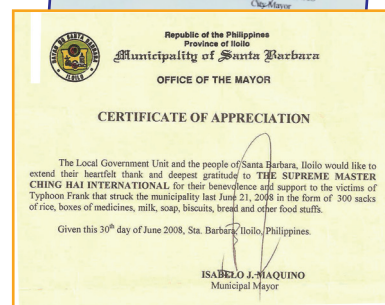 City Mayor
Republic of the Philippines
Province of Iloilo
Municipality of Santa Barbara
OFFICE OF THE MAYOR
CERTIFICATE OF APPRECIATION
The Local Government Unit and the people of Santa Barbara, Iloilo would like to
extend their heartfelt thank and deepest gratitude to THE SUPREME MASTER
CHING HAI INTERNATIONAL for their benevolence and support to the victims of
Typhoon Frank that struck the municipality last June 21, 2008 in the form of 300 sacks
of rice, boxes of medicines, milk, soap, biscuits, bread and other food stuffs.
Given this 30th day of June 2008, Sta. Barbara, Iloilo, Philippines.
ISABELO J. MAQUINO
Municipal Mayor